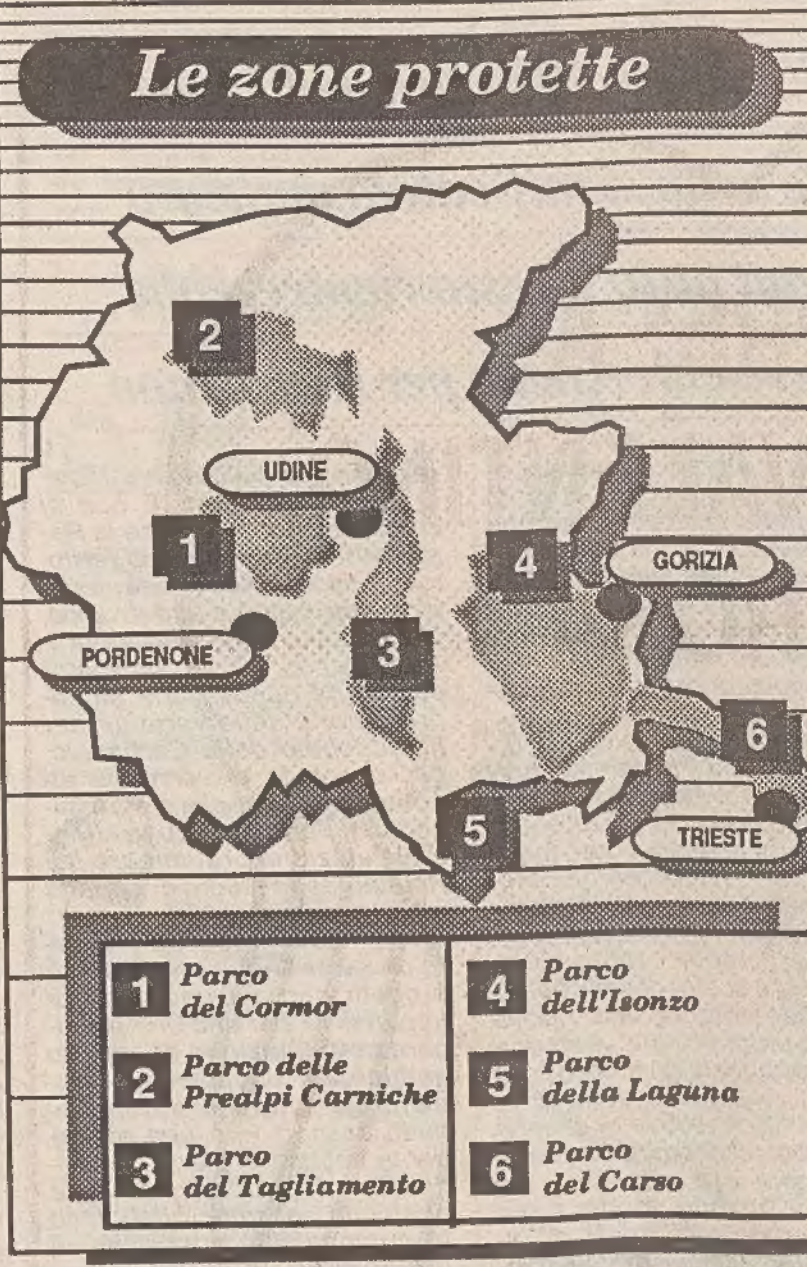 Le zone protette
2
UDINE
1
4
GORIZIA
PORDENONE
3
6
5
TRIESTE
1 Parco
del Cormor
2 Parco delle
Prealpi Carniche
3 Parco
del Tagliamento
4 Parco
dell'Isonzo
5 Parco
della Laguna
6 Parco
del Carso